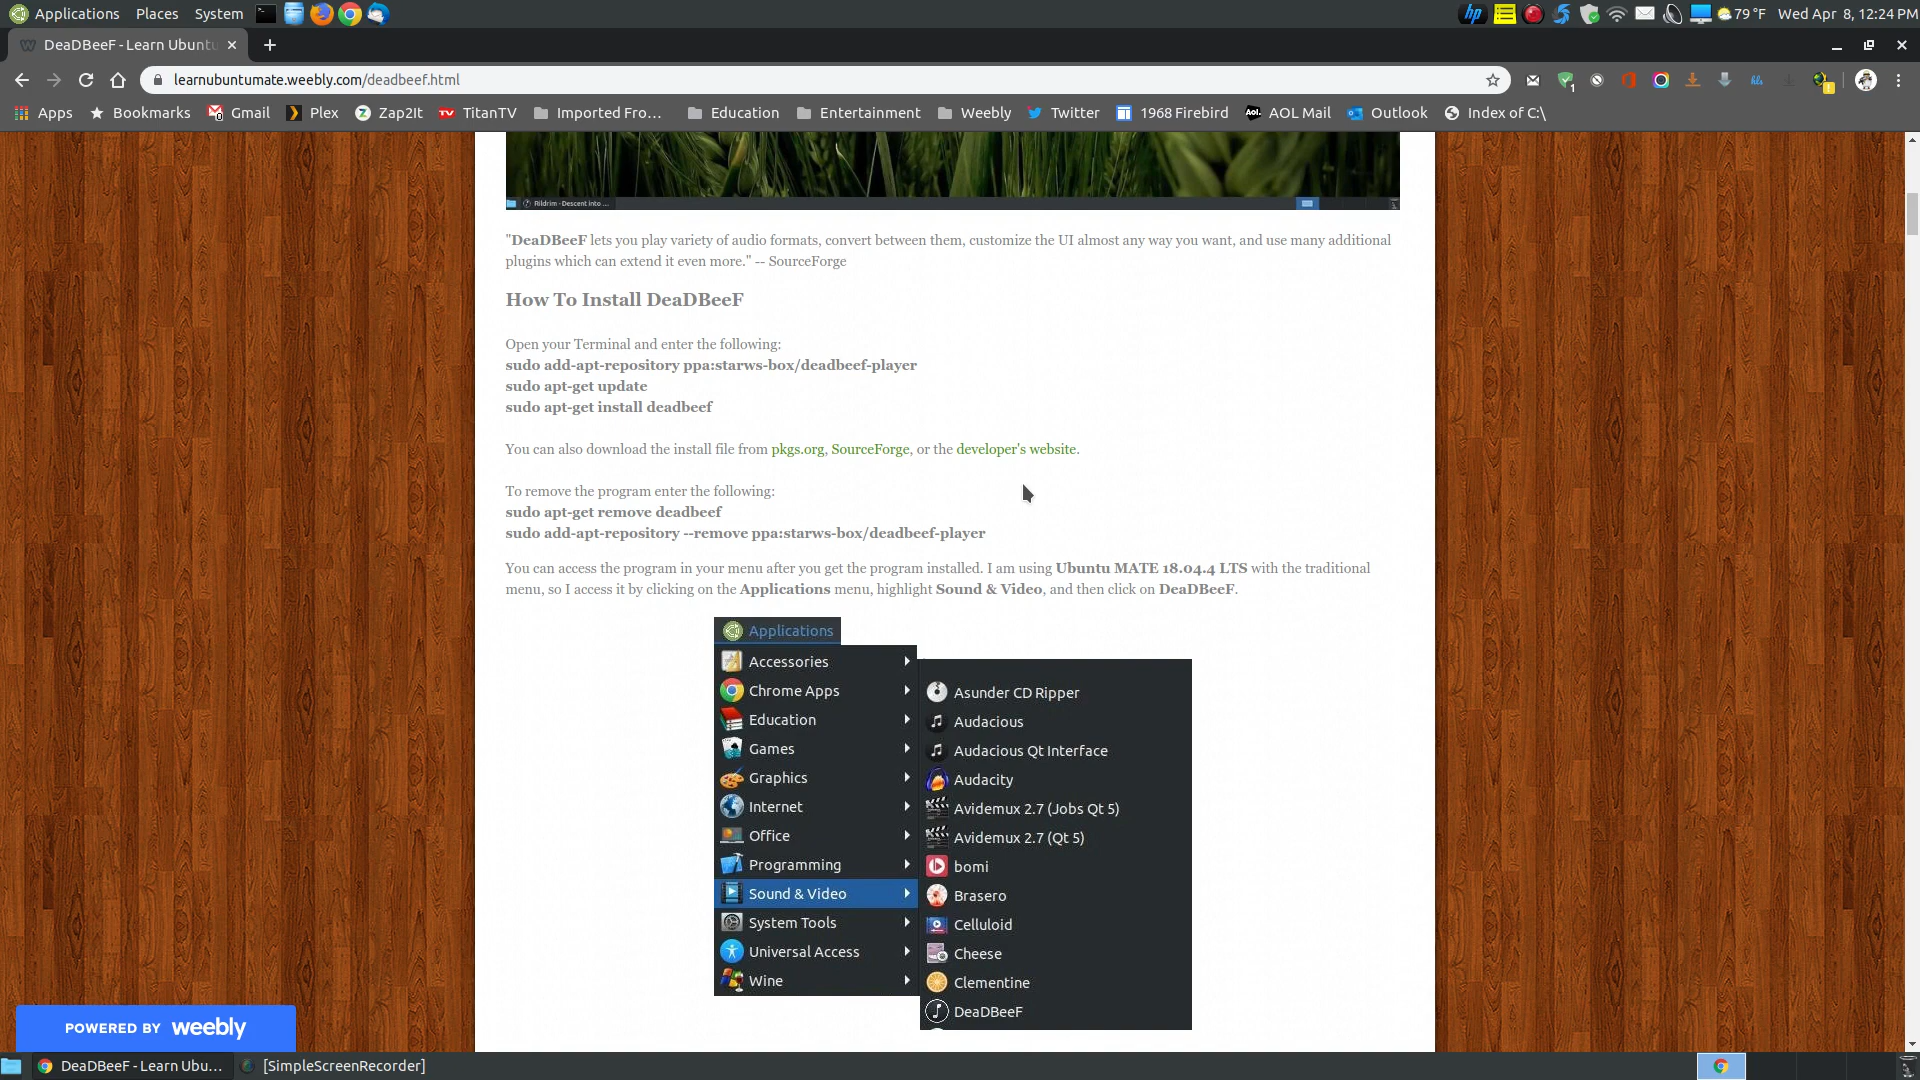 Applications Places System 79 °F Wed Apr 8, 12:24 PM
DeaDBeeF - Learn Ubuntu
learnubuntumate.weebly.com/deadbeef.html
Apps Bookmarks Gmail Plex Zap2It TitanTV Imported Fro... Education Entertainment Weebly Twitter 1968 Firebird AOL Mail Outlook Index of C:\
Rildrim - Descent into ...
"DeaDBeeF lets you play variety of audio formats, convert between them, customize the UI almost any way you want, and use many additional
plugins which can extend it even more." -- SourceForge
How To Install DeaDBeeF
Open your Terminal and enter the following:
sudo add-apt-repository ppa:starws-box/deadbeef-player
sudo apt-get update
sudo apt-get install deadbeef
You can also download the install file from pkgs.org, SourceForge, or the developer's website.
To remove the program enter the following:
sudo apt-get remove deadbeef
sudo add-apt-repository --remove ppa:starws-box/deadbeef-player
You can access the program in your menu after you get the program installed. I am using Ubuntu MATE 18.04.4 LTS with the traditional
menu, so I access it by clicking on the Applications menu, highlight Sound & Video, and then click on DeaDBeeF.
Applications
Accessories
Chrome Apps
Education
Games
Graphics
Internet
Office
Programming
Sound & Video
System Tools
Universal Access
Wine
Asunder CD Ripper
Audacious
Audacious Qt Interface
Audacity
Avidemux 2.7 (Jobs Qt 5)
Avidemux 2.7 (Qt 5)
bomi
Brasero
Celluloid
Cheese
Clementine
DeaDBeeF
POWERED BY weebly
DeaDBeeF - Learn Ubu... [SimpleScreenRecorder]